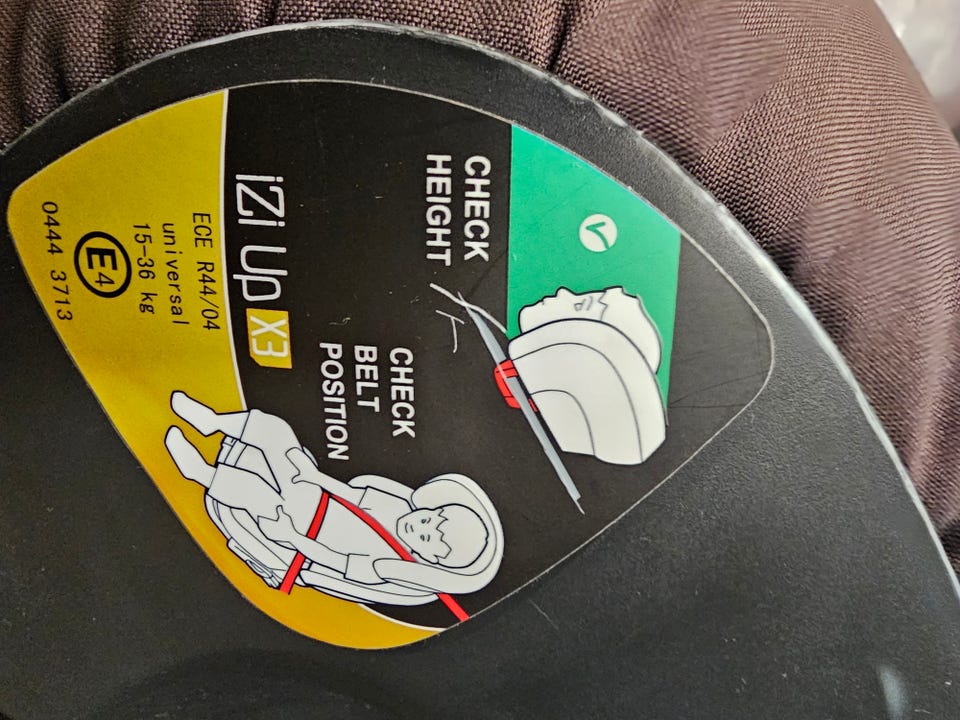 CHECK
HEIGHT
CHECK
BELT
POSITION
iZi Up X3
ECE R44/04
universal
15-36 kg
E4
0444 3713